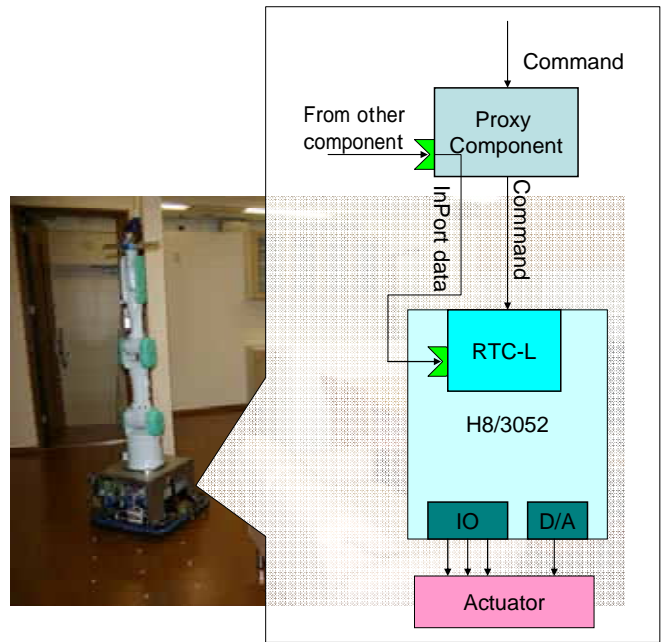 Command
From other
component
Proxy
Component
InPort data
Command
RTC-L
H8/3052
IO
D/A
Actuator